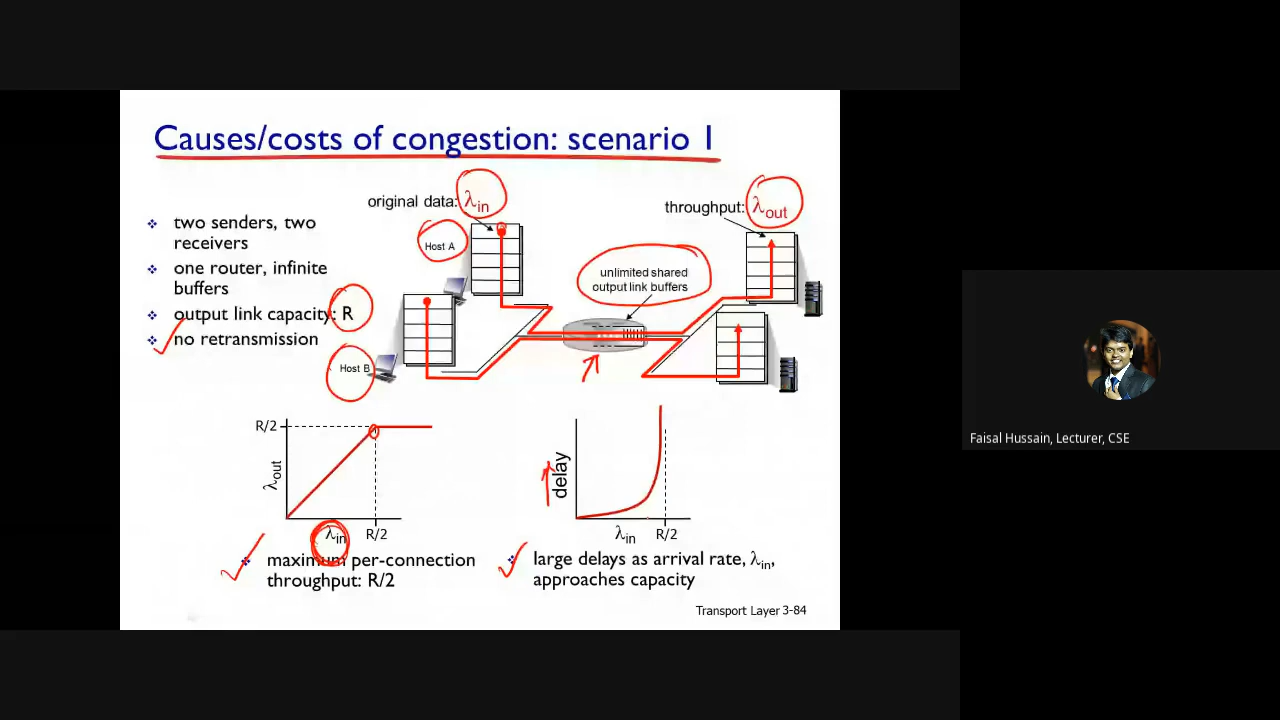 Causes/costs of congestion: scenario 1
original data: λin
throughput: λout
two senders, two
receivers
one router, infinite
buffers
output link capacity: R
no retransmission
Host A
unlimited shared
output link buffers
Host B
R/2
λout
λin
R/2
delay
λin
R/2
maximum per-connection
throughput: R/2
large delays as arrival rate, λin,
approaches capacity
Transport Layer 3-84
Faisal Hussain, Lecturer, CSE